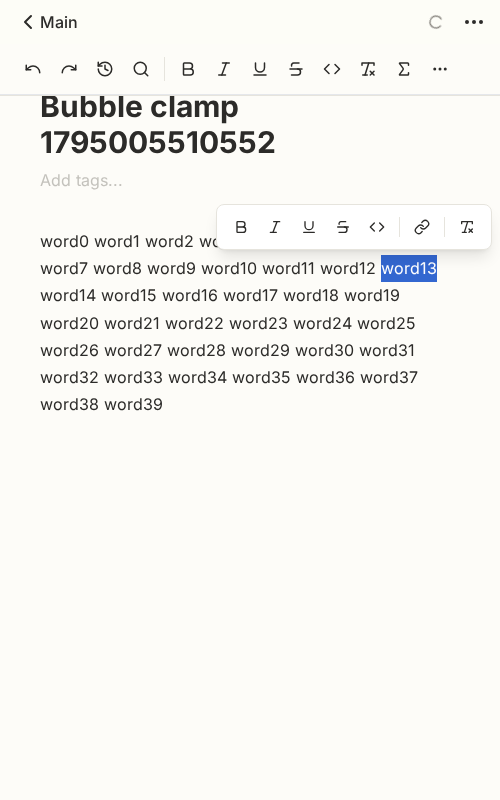 Main
Bubble clamp
1795005510552
Add tags...
word0 word1 word2
word7 word8 word9 word10 word11 word12 word13
word14 word15 word16 word17 word18 word19
word20 word21 word22 word23 word24 word25
word26 word27 word28 word29 word30 word31
word32 word33 word34 word35 word36 word37
word38 word39